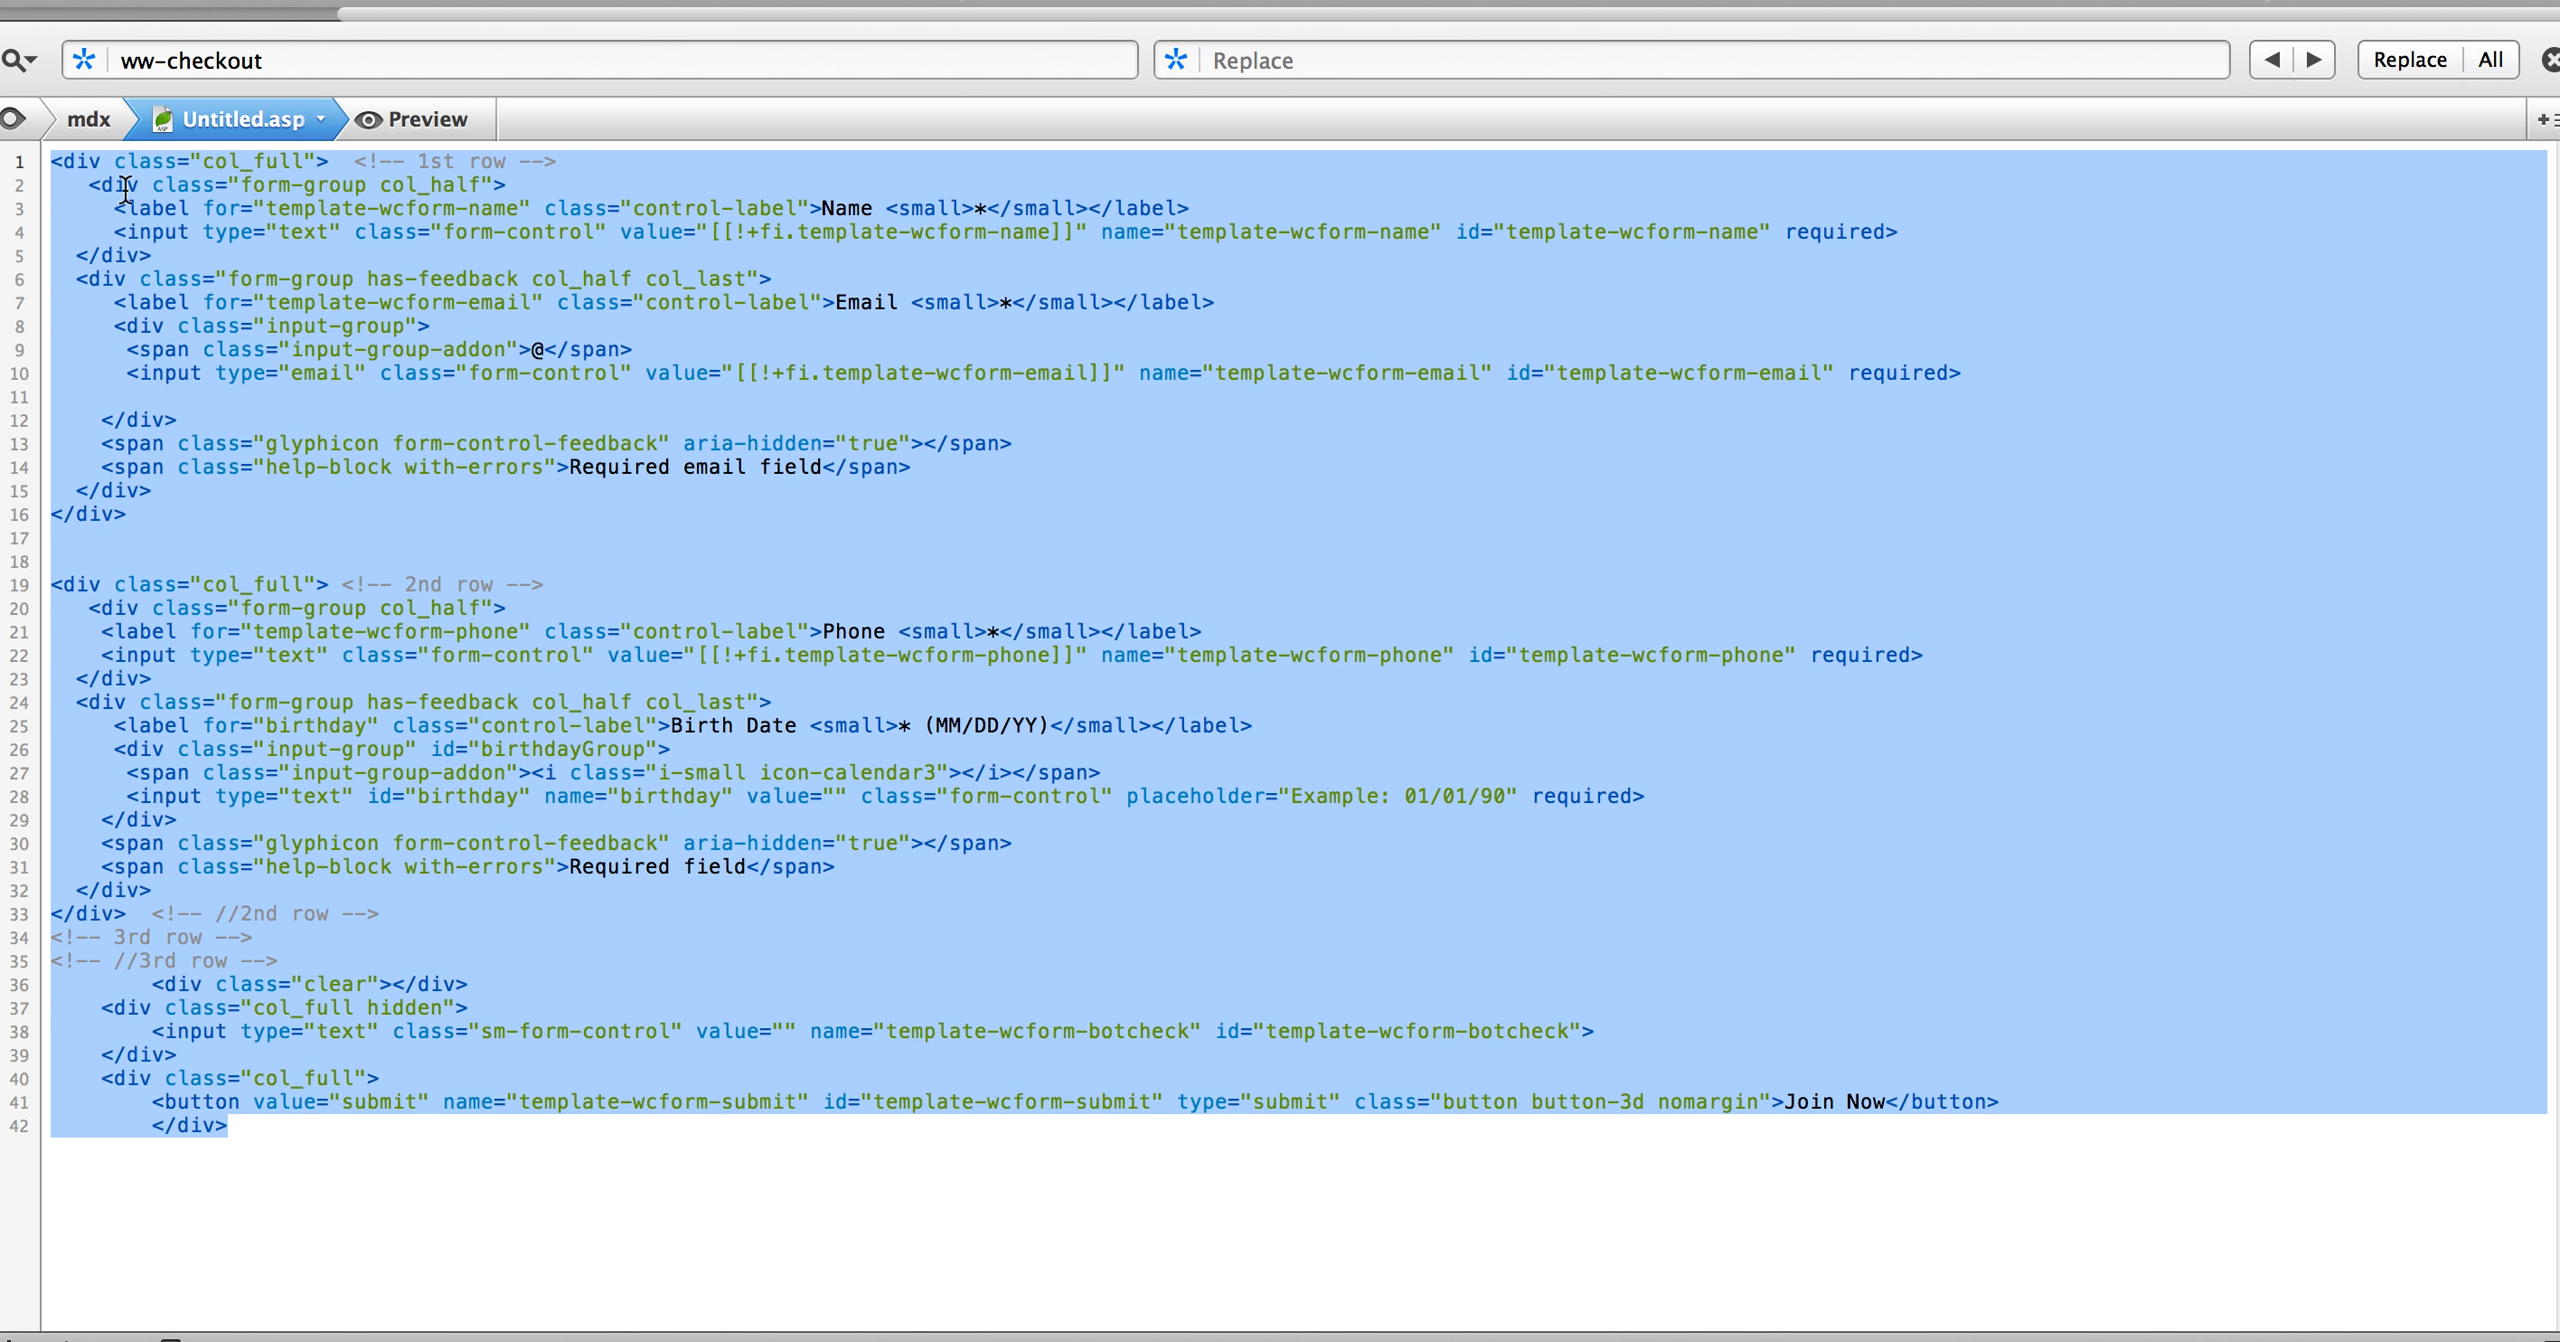 ww-checkout Replace Replace All
mdx Untitled.asp Preview
1 <div class="col_full">  <!-- 1st row -->
2 <div class="form-group col_half">
3 <label for="template-wcform-name" class="control-label">Name <small>*</small></label>
4 <input type="text" class="form-control" value="[[!+fi.template-wcform-name]]" name="template-wcform-name" id="template-wcform-name" required>
5 </div>
6 <div class="form-group has-feedback col_half col_last">
7 <label for="template-wcform-email" class="control-label">Email <small>*</small></label>
8 <div class="input-group">
9 <span class="input-group-addon">@</span>
10 <input type="email" class="form-control" value="[[!+fi.template-wcform-email]]" name="template-wcform-email" id="template-wcform-email" required>
11
12 </div>
13 <span class="glyphicon form-control-feedback" aria-hidden="true"></span>
14 <span class="help-block with-errors">Required email field</span>
15 </div>
16 </div>
17
18
19 <div class="col_full"> <!-- 2nd row -->
20 <div class="form-group col_half">
21 <label for="template-wcform-phone" class="control-label">Phone <small>*</small></label>
22 <input type="text" class="form-control" value="[[!+fi.template-wcform-phone]]" name="template-wcform-phone" id="template-wcform-phone" required>
23 </div>
24 <div class="form-group has-feedback col_half col_last">
25 <label for="birthday" class="control-label">Birth Date <small>* (MM/DD/YY)</small></label>
26 <div class="input-group" id="birthdayGroup">
27 <span class="input-group-addon"><i class="i-small icon-calendar3"></i></span>
28 <input type="text" id="birthday" name="birthday" value="" class="form-control" placeholder="Example: 01/01/90" required>
29 </div>
30 <span class="glyphicon form-control-feedback" aria-hidden="true"></span>
31 <span class="help-block with-errors">Required field</span>
32 </div>
33 </div>  <!-- //2nd row -->
34 <!-- 3rd row -->
35 <!-- //3rd row -->
36 <div class="clear"></div>
37 <div class="col_full hidden">
38 <input type="text" class="sm-form-control" value="" name="template-wcform-botcheck" id="template-wcform-botcheck">
39 </div>
40 <div class="col_full">
41 <button value="submit" name="template-wcform-submit" id="template-wcform-submit" type="submit" class="button button-3d nomargin">Join Now</button>
42 </div>